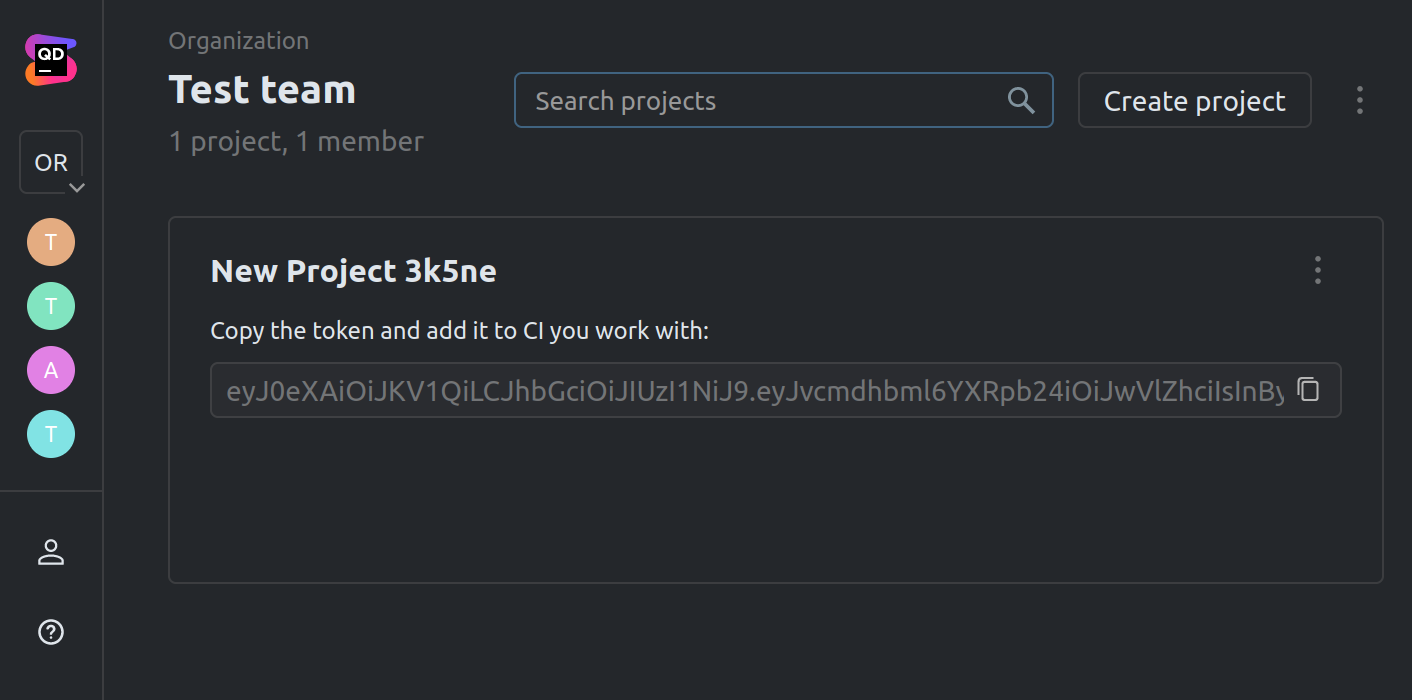 QD
OR
T
T
A
T
Organization
Test team
1 project, 1 member
Search projects
Create project
New Project 3k5ne
Copy the token and add it to CI you work with:
eyJ0eXAiOiJKV1QiLCJhbGciOiJIUzI1NiJ9.eyJvcmdhbml6YXRpb24iOiJwVlZhciIsInBy